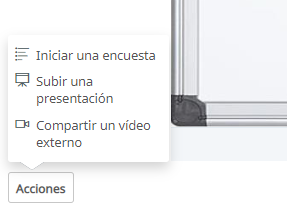 Iniciar una encuesta
Subir una
presentación
Compartir un vídeo
externo
Acciones